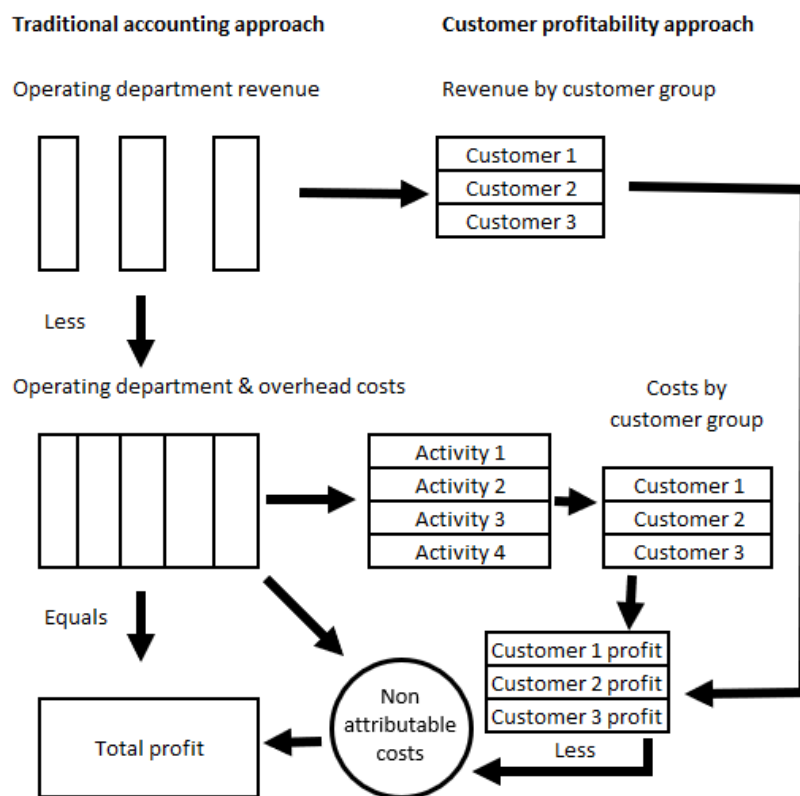 Traditional accounting approach
Customer profitability approach
Operating department revenue
Revenue by customer group
Customer 1
Customer 2
Customer 3
Less
Operating department & overhead costs
Costs by
customer group
Activity 1
Activity 2
Activity 3
Activity 4
Customer 1
Customer 2
Customer 3
Equals
Customer 1 profit
Customer 2 profit
Customer 3 profit
Non
attributable
costs
Total profit
Less